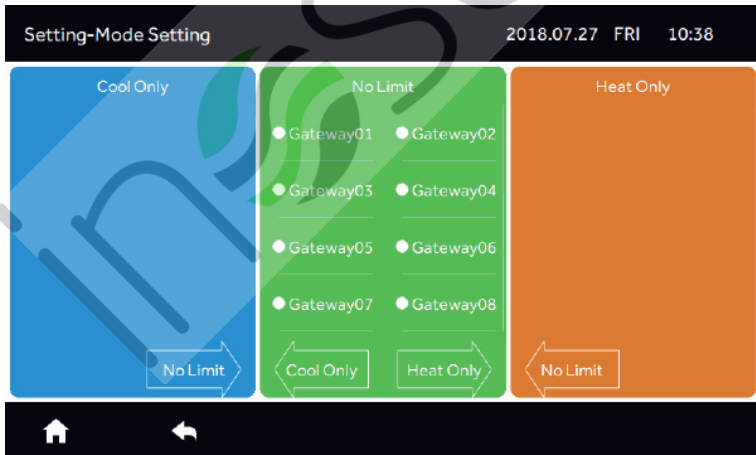 Setting-Mode Setting 2018.07.27 FRI 10:38
Cool Only
No Limit
Heat Only
Gateway01 Gateway02
Gateway03 Gateway04
Gateway05 Gateway06
Gateway07 Gateway08
No Limit
Cool Only
Heat Only
No Limit